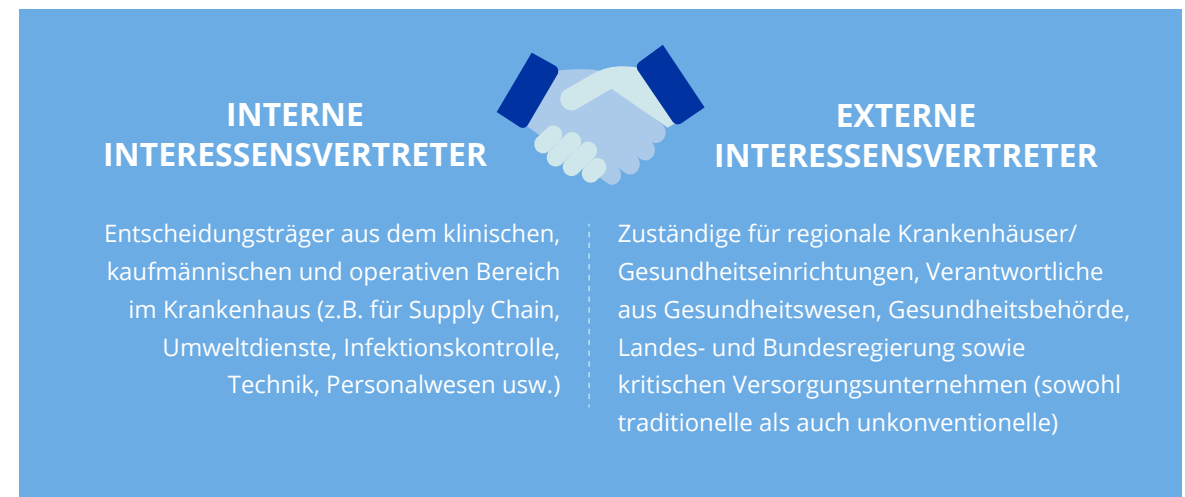 INTERNE
INTERESSENSVERTRETER
Entscheidungsträger aus dem klinischen,
kaufmännischen und operativen Bereich
im Krankenhaus (z.B. für Supply Chain,
Umweltdienste, Infektionskontrolle,
Technik, Personalwesen usw.)
EXTERNE
INTERESSENSVERTRETER
Zuständige für regionale Krankenhäuser/
Gesundheitseinrichtungen, Verantwortliche
aus Gesundheitswesen, Gesundheitsbehörde,
Landes- und Bundesregierung sowie
kritischen Versorgungsunternehmen (sowohl
traditionelle als auch unkonventionelle)